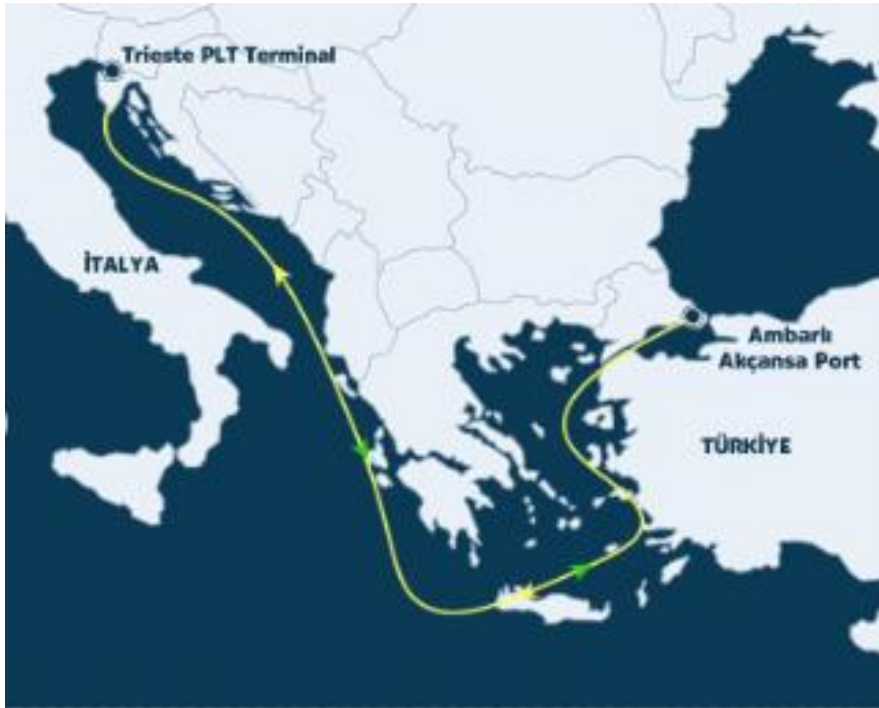 Trieste PLT Terminal
İTALYA
Ambarlı
Akçansa Port
TÜRKİYE